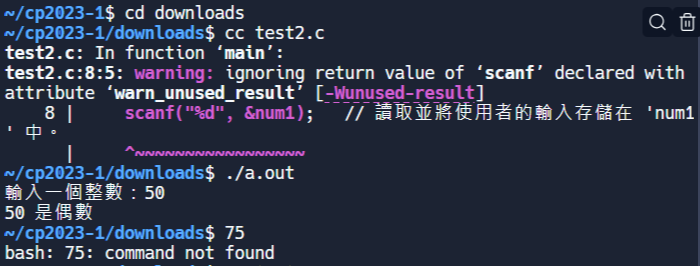 ~/cp2023-1$ cd downloads
~/cp2023-1/downloads$ cc test2.c
test2.c: In function ‘main’:
test2.c:8:5: warning: ignoring return value of ‘scanf’ declared with
attribute ‘warn_unused_result’ [-Wunused-result]
    8 |     scanf("%d", &num1);   // 讀取並將使用者的輸入存儲在 'num1
' 中。
      |     ^~~~~~~~~~~~~~~~~~
~/cp2023-1/downloads$ ./a.out
輸入一個整數：50
50 是偶數
~/cp2023-1/downloads$ 75
bash: 75: command not found